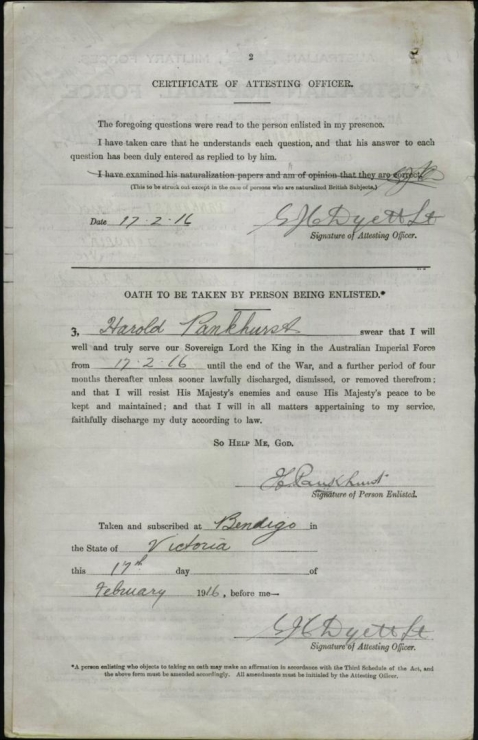 2
CERTIFICATE OF ATTESTING OFFICER.
The foregoing questions were read to the person enlisted in my presence.
I have taken care that he understands each question, and that his answer to each
question has been duly entered as replied to by him.
I have examined his naturalization papers and am of opinion that they are correct.
(This to be struck out except in the case of persons who are naturalized British Subjects.)
Date 17.2.16 Dyett Lt
Signature of Attesting Officer.
OATH TO BE TAKEN BY PERSON BEING ENLISTED.*
I, Harold Pankhurst swear that I will
well and truly serve our Sovereign Lord the King in the Australian Imperial Force
from 17.2.16 until the end of the War, and a further period of four
months thereafter unless sooner lawfully discharged, dismissed, or removed therefrom;
and that I will resist His Majesty's enemies and cause His Majesty's peace to be
kept and maintained; and that I will in all matters appertaining to my service,
faithfully discharge my duty according to law.
SO HELP ME, GOD.
Pankhurst
Signature of Person Enlisted.
Taken and subscribed at Bendigo in
the State of Victoria
this 17th day of
February 1916, before me—
Dyett Lt
Signature of Attesting Officer.
*A person enlisting who objects to taking an oath may make an affirmation in accordance with the Third Schedule of the Act, and
the above form must be amended accordingly. All amendments must be initialed by the Attesting Officer.